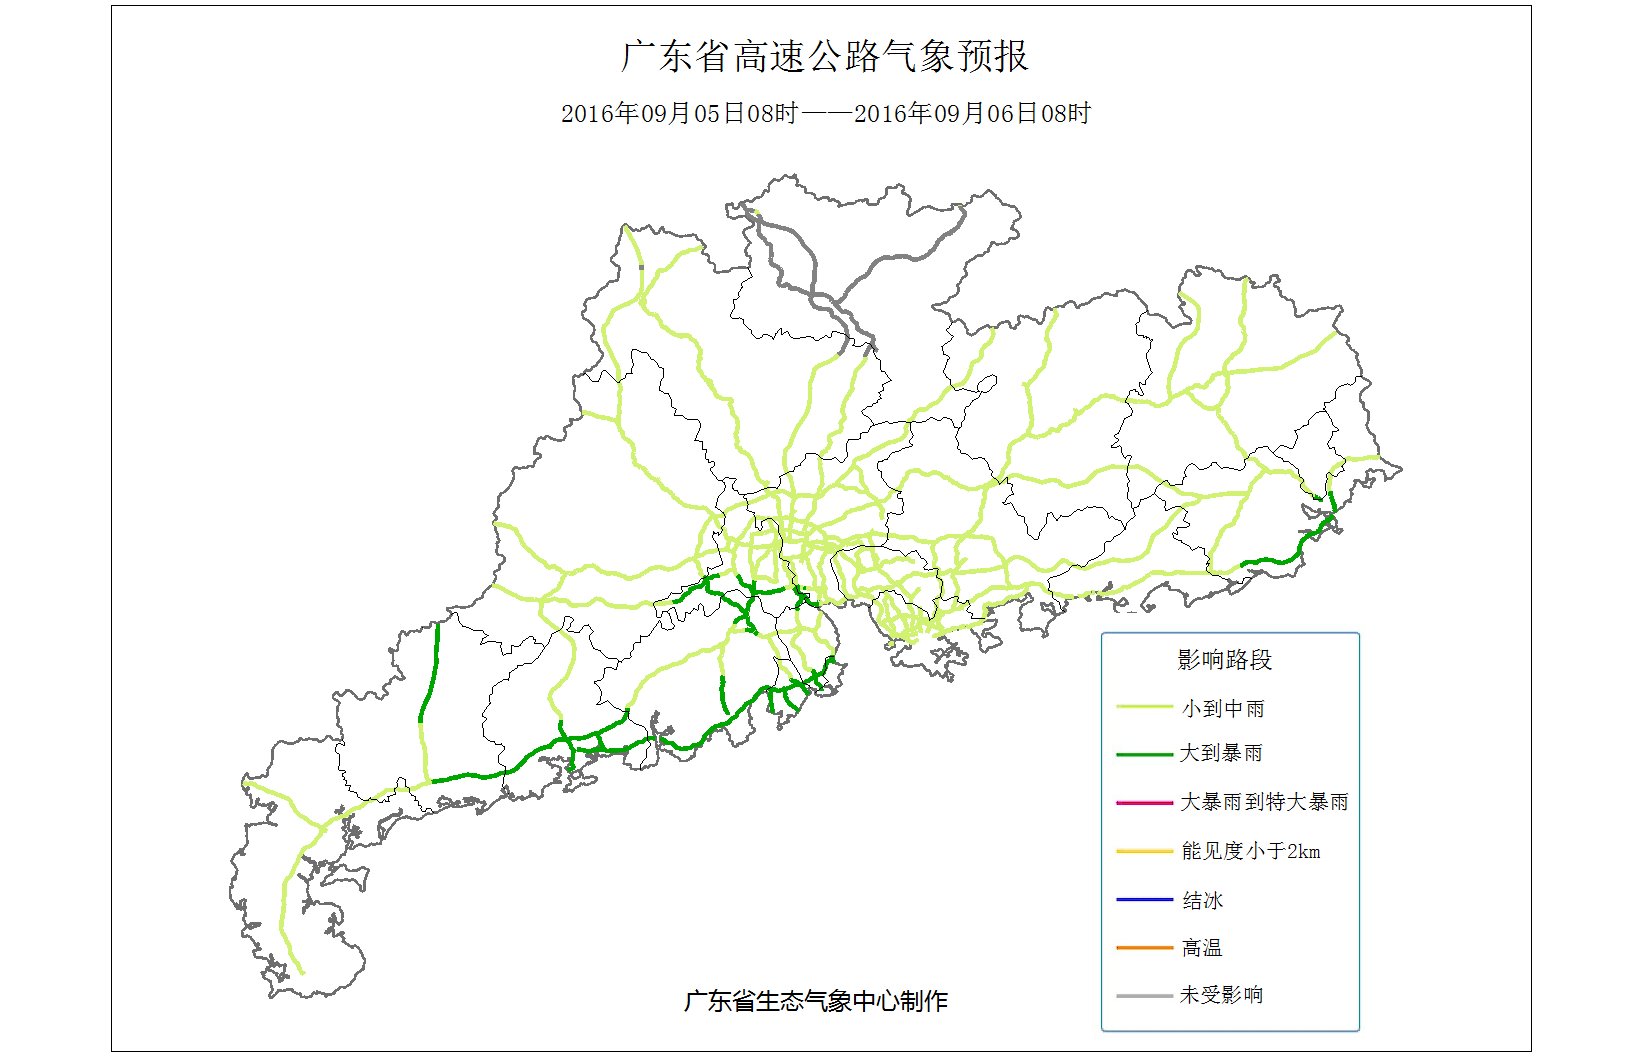 广东省高速公路气象预报
2016年09月05日08时——2016年09月06日08时
影响路段
小到中雨
大到暴雨
大暴雨到特大暴雨
能见度小于2km
结冰
高温
未受影响
广东省生态气象中心制作